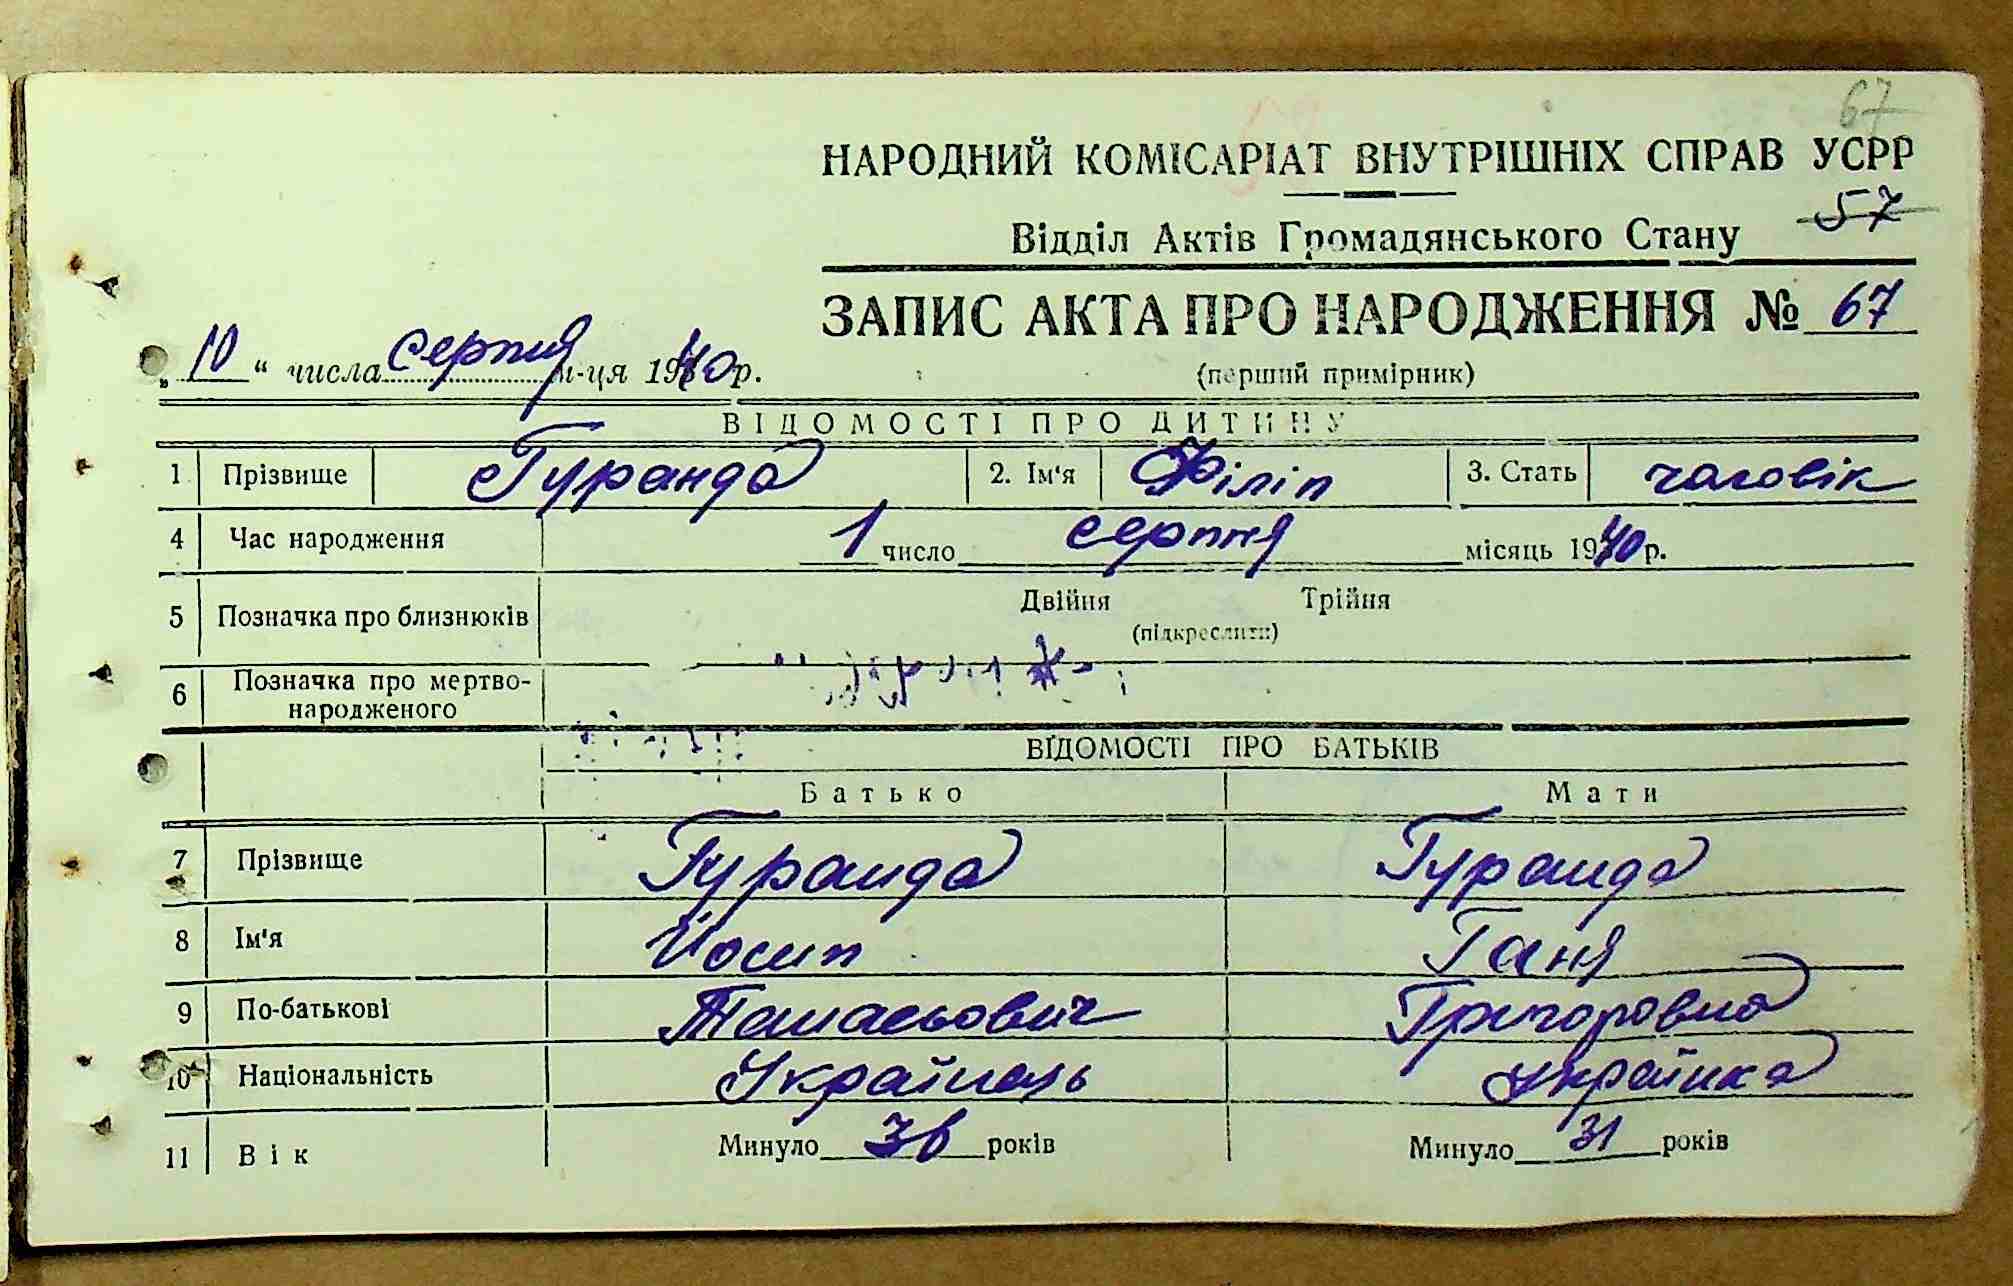 67
НАРОДНИЙ КОМІСАРІАТ ВНУТРІШНІХ СПРАВ УСРР
57
Відділ Актів Громадянського Стану
ЗАПИС АКТА ПРО НАРОДЖЕННЯ № 67
„10“ числа серпня м-ця 1940 р.
(перший примірник)
ВІДОМОСТІ ПРО ДИТИНУ
1 Прізвище Гуранда 2. Ім'я Філіп 3. Стать чаловік
4 Час народження 1 число серпня місяць 1940 р.
5 Позначка про близнюків Двійня Трійня
(підкреслити)
6 Позначка про мертво-
народженого
ВІДОМОСТІ ПРО БАТЬКІВ
Батько Мати
7 Прізвище Гуранда Гуранда
8 Ім'я Йосип Ганя
9 По-батькові Томасьович Григоровна
10 Національність Українець Українка
11 Вік Минуло 36 років Минуло 31 років